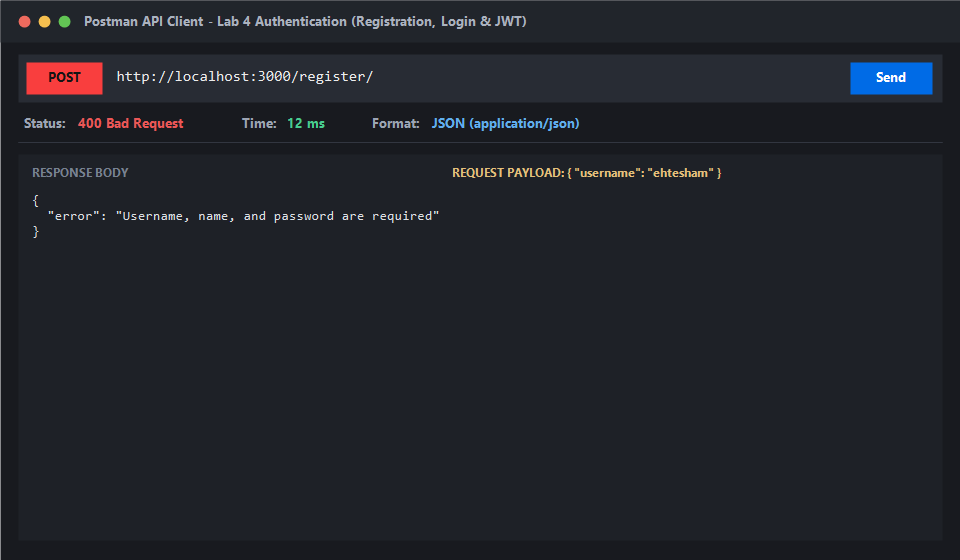 Postman API Client - Lab 4 Authentication (Registration, Login & JWT)
POST http://localhost:3000/register/ Send
Status: 400 Bad Request Time: 12 ms Format: JSON (application/json)
RESPONSE BODY REQUEST PAYLOAD: { "username": "ehtesham" }
{
  "error": "Username, name, and password are required"
}